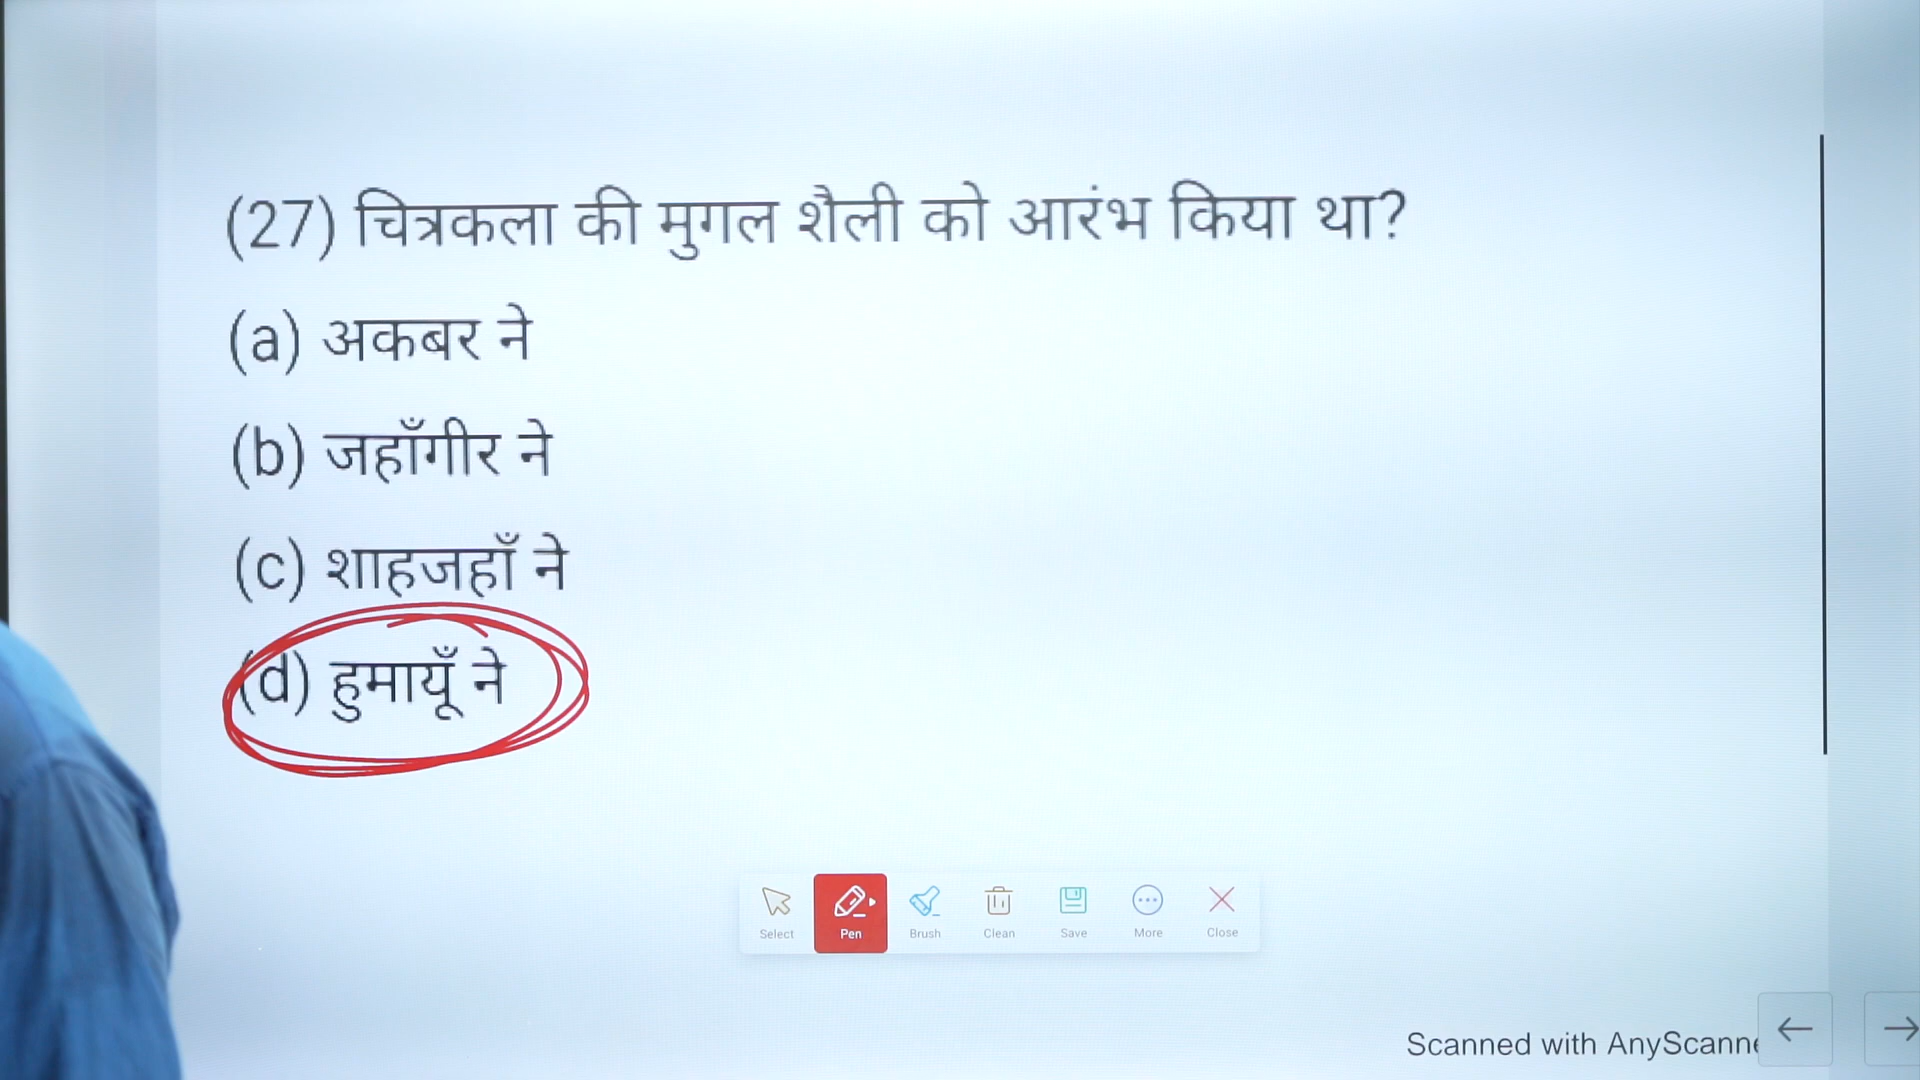 (27) चित्रकला की मुगल शैली को आरंभ किया था?
(a) अकबर ने
(b) जहाँगीर ने
(c) शाहजहाँ ने
(d) हुमायूँ ने
Select Pen Brush Clean Save More Close
Scanned with AnyScanne